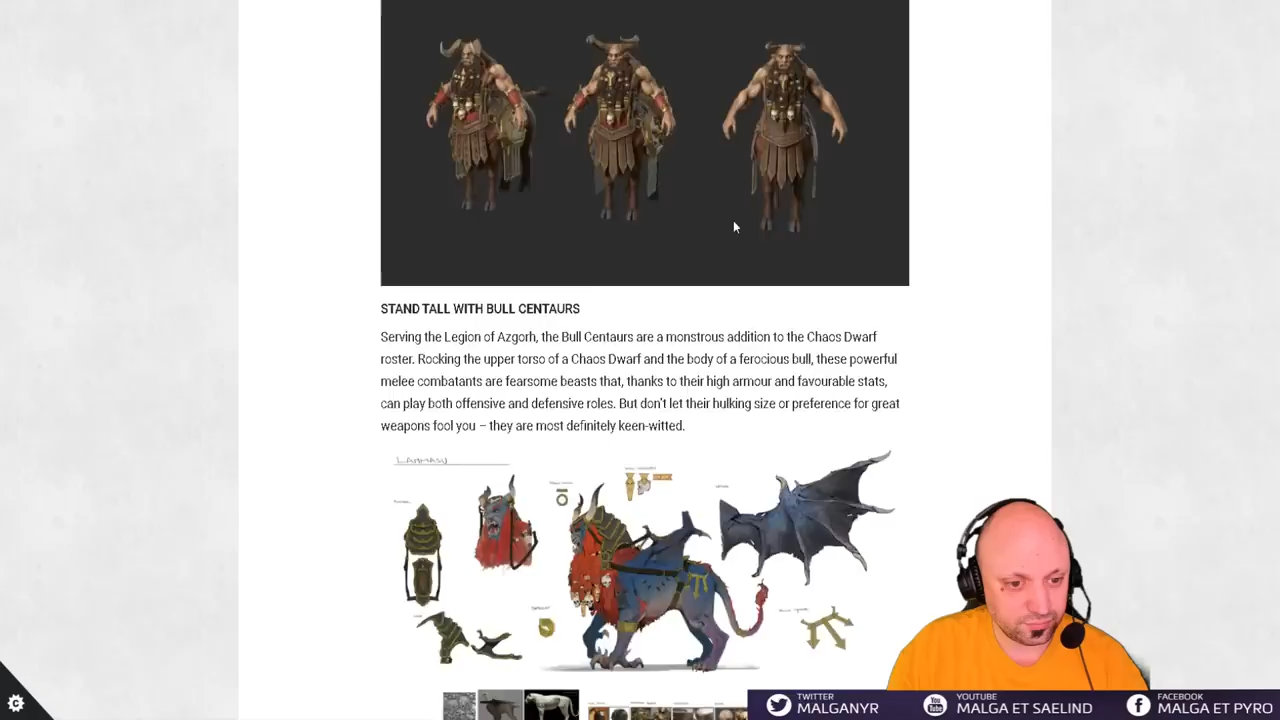 STAND TALL WITH BULL CENTAURS
Serving the Legion of Azgorh, the Bull Centaurs are a monstrous addition to the Chaos Dwarf
roster. Rocking the upper torso of a Chaos Dwarf and the body of a ferocious bull, these powerful
melee combatants are fearsome beasts that, thanks to their high armour and favourable stats,
can play both offensive and defensive roles. But don't let their hulking size or preference for great
weapons fool you – they are most definitely keen-witted.
LAMMASU
TWITTER
MALGANYR
YOUTUBE
MALGA ET SAELIND
FACEBOOK
MALGA ET PYRO